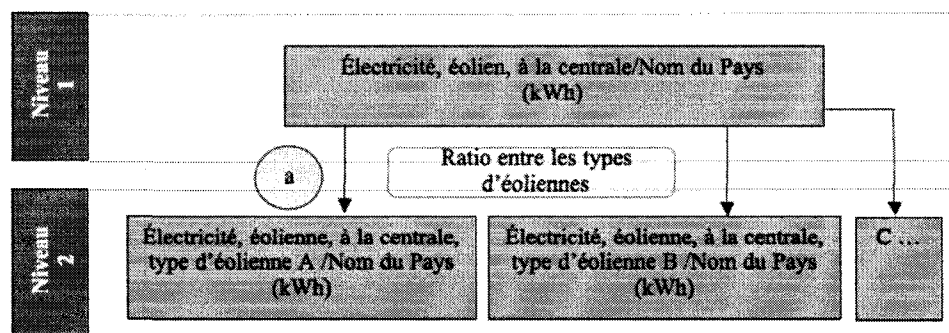 Niveau
1
Électricité, éolien, à la centrale/Nom du Pays
(kWh)
a
Ratio entre les types
d'éoliennes
Niveau
2
Électricité, éolienne, à la centrale,
type d'éolienne A /Nom du Pays
(kWh)
Électricité, éolienne, à la centrale,
type d'éolienne B /Nom du Pays
(kWh)
C ...